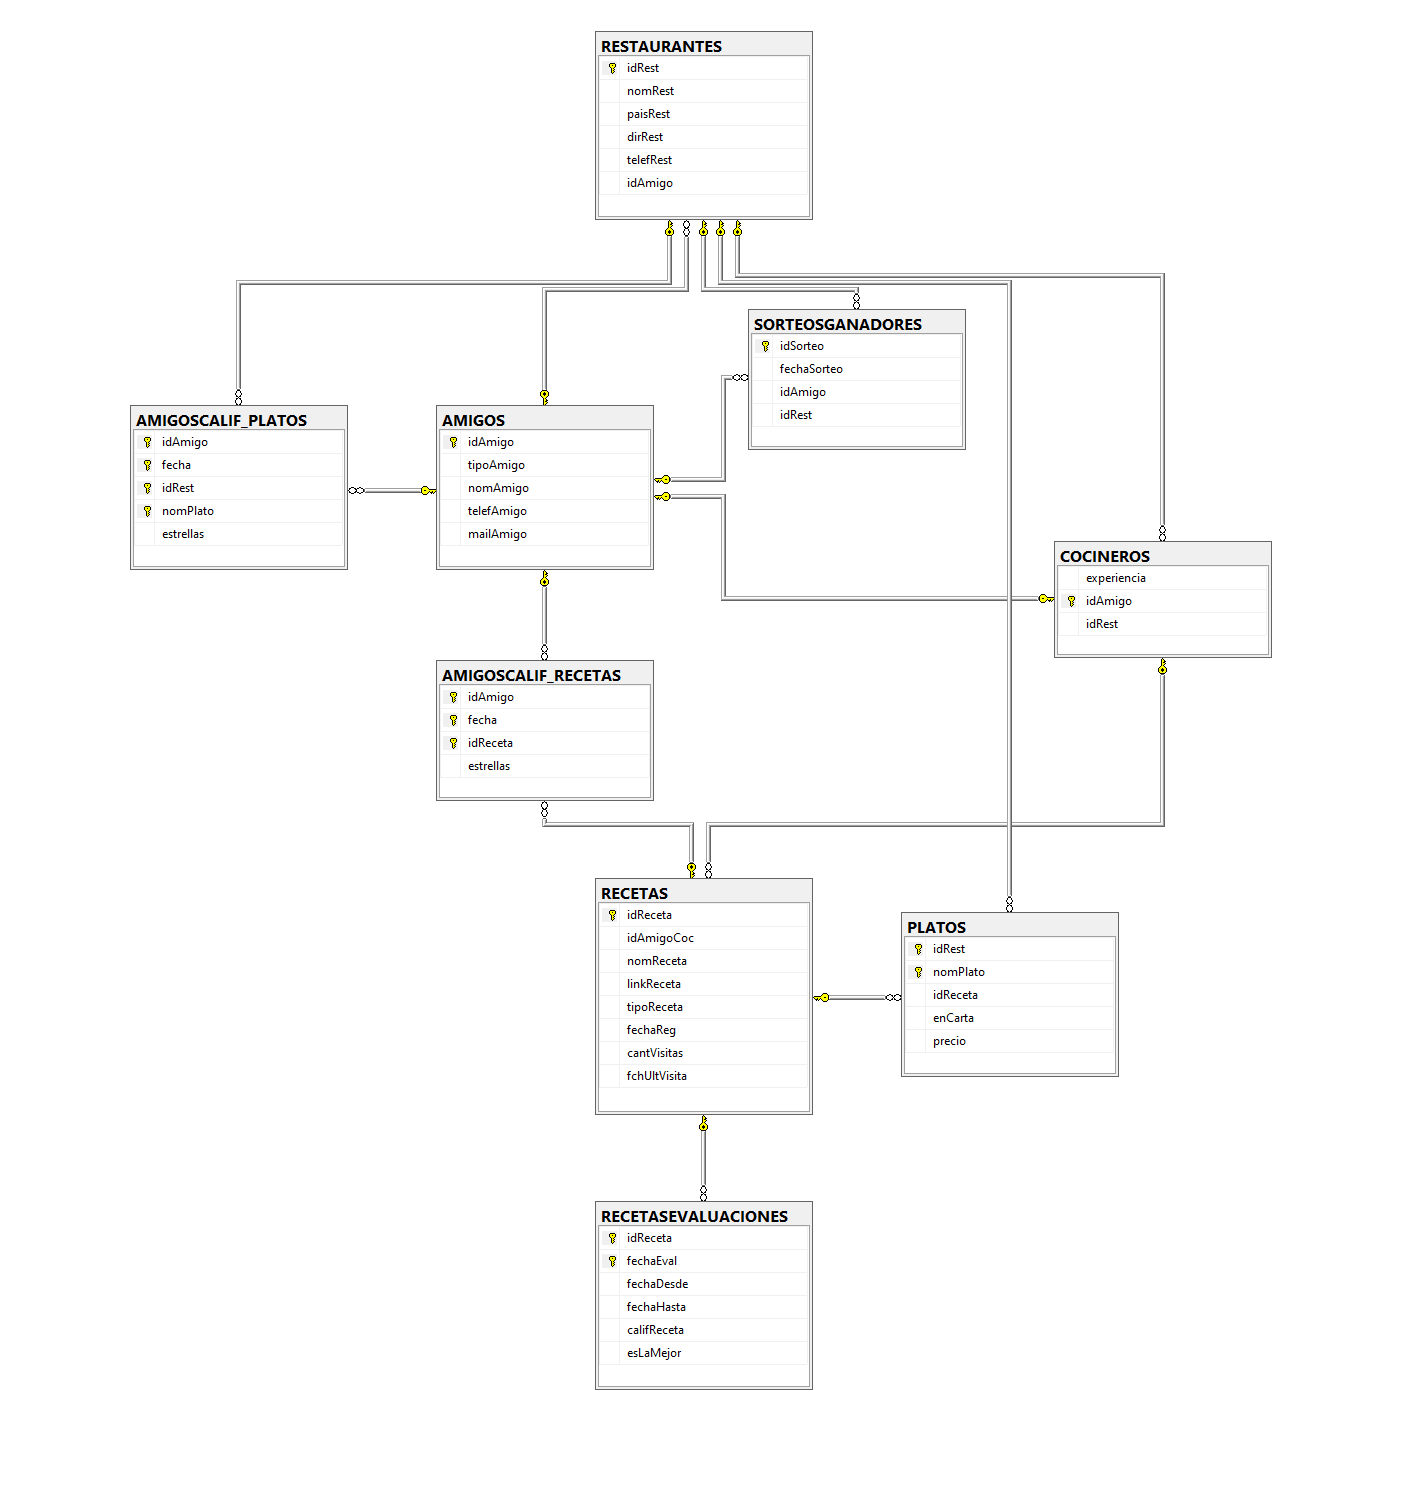 RESTAURANTES
idRest
nomRest
paisRest
dirRest
telefRest
idAmigo
SORTEOSGANADORES
idSorteo
fechaSorteo
idAmigo
idRest
AMIGOSCALIF_PLATOS
idAmigo
fecha
idRest
nomPlato
estrellas
AMIGOS
idAmigo
tipoAmigo
nomAmigo
telefAmigo
mailAmigo
COCINEROS
experiencia
idAmigo
idRest
AMIGOSCALIF_RECETAS
idAmigo
fecha
idReceta
estrellas
RECETAS
idReceta
idAmigoCoc
nomReceta
linkReceta
tipoReceta
fechaReg
cantVisitas
fchUltVisita
PLATOS
idRest
nomPlato
idReceta
enCarta
precio
RECETASEVALUACIONES
idReceta
fechaEval
fechaDesde
fechaHasta
califReceta
esLaMejor